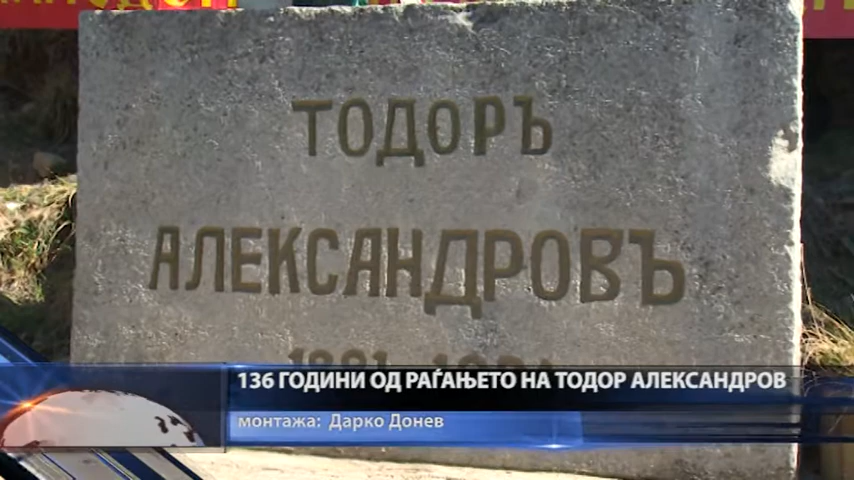 ТОДОРЪ
АЛЕКСАНДРОВЪ
136 ГОДИНИ ОД РАЃАЊЕТО НА ТОДОР АЛЕКСАНДРОВ
монтажа: Дарко Донев